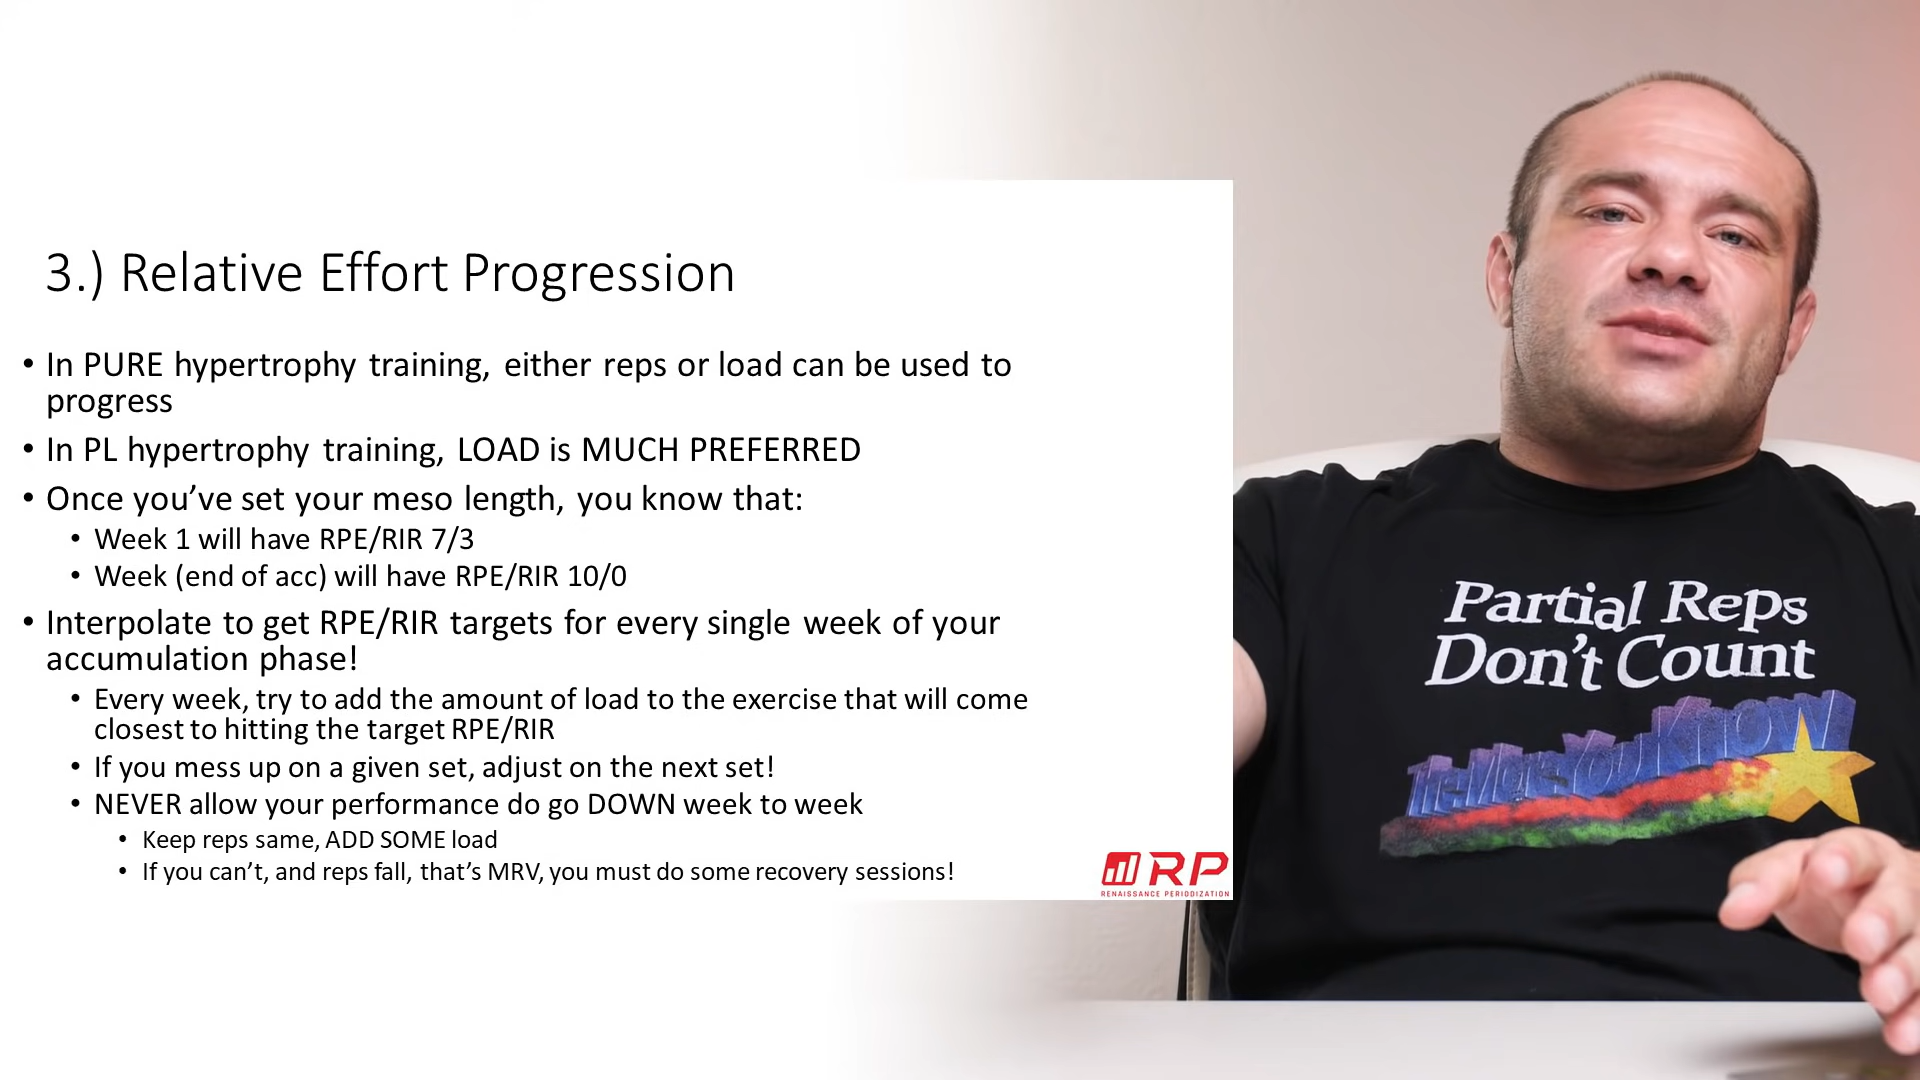 3.) Relative Effort Progression
• In PURE hypertrophy training, either reps or load can be used to
progress
• In PL hypertrophy training, LOAD is MUCH PREFERRED
• Once you’ve set your meso length, you know that:
• Week 1 will have RPE/RIR 7/3
• Week (end of acc) will have RPE/RIR 10/0
• Interpolate to get RPE/RIR targets for every single week of your
accumulation phase!
• Every week, try to add the amount of load to the exercise that will come
closest to hitting the target RPE/RIR
• If you mess up on a given set, adjust on the next set!
• NEVER allow your performance do go DOWN week to week
• Keep reps same, ADD SOME load
• If you can’t, and reps fall, that’s MRV, you must do some recovery sessions!
RP
RENAISSANCE PERIODIZATION
Partial Reps
Don’t Count
The More You Know